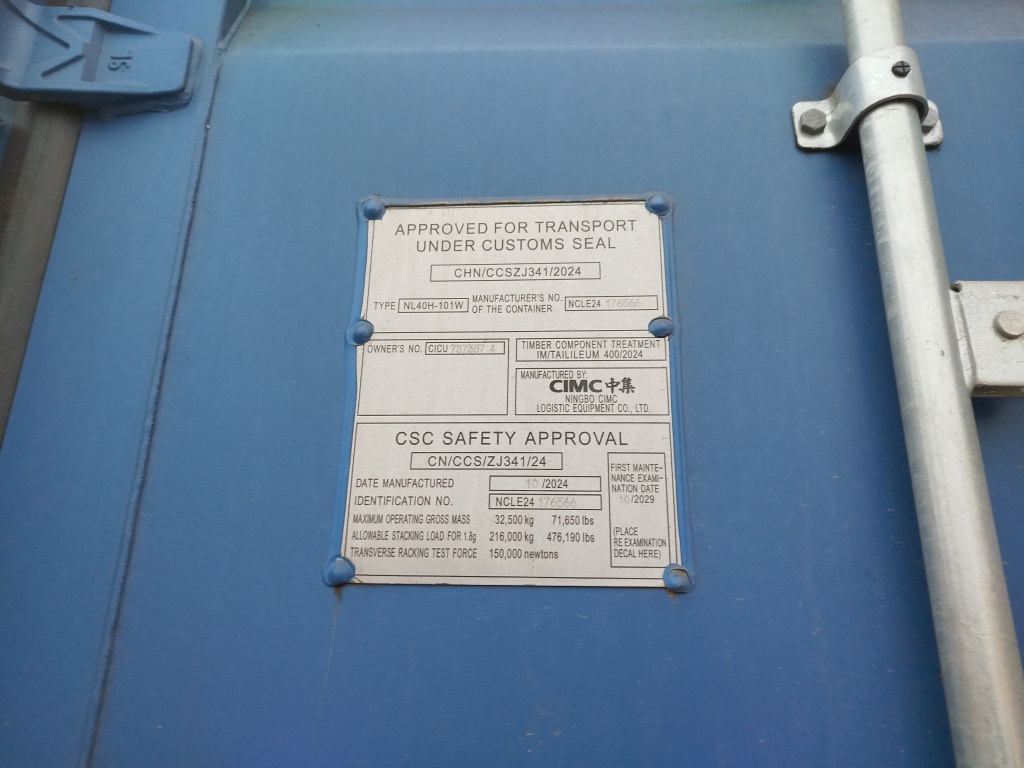 APPROVED FOR TRANSPORT
UNDER CUSTOMS SEAL
CHN/CCSZJ341/2024
TYPE NL40H-101W MANUFACTURER'S NO. OF THE CONTAINER NCLE24 176566
OWNER'S NO. CICU
TIMBER COMPONENT TREATMENT
IM/TAILILEUM 400/2024
MANUFACTURED BY:
CIMC中集
NINGBO CIMC
LOGISTIC EQUIPMENT CO., LTD.
CSC SAFETY APPROVAL
CN/CCS/ZJ341/24
DATE MANUFACTURED 10/2024
IDENTIFICATION NO. NCLE24 176566
MAXIMUM OPERATING GROSS MASS 32,500 kg 71,650 lbs
ALLOWABLE STACKING LOAD FOR 1.8g 216,000 kg 476,190 lbs
TRANSVERSE RACKING TEST FORCE 150,000 newtons
FIRST MAINTE-
NANCE EXAMI-
NATION DATE
10/2029
(PLACE
RE EXAMINATION
DECAL HERE)